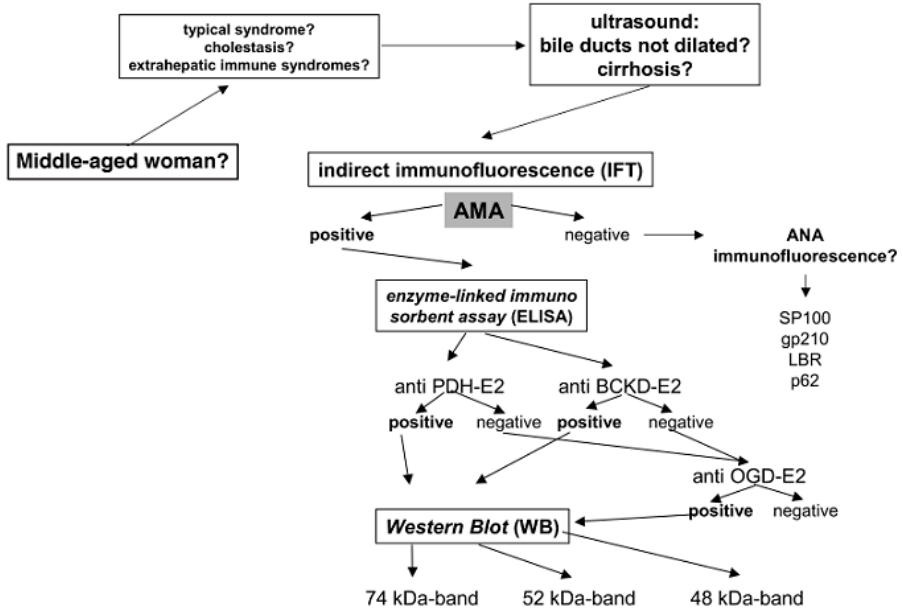 typical syndrome?
cholestasis?
extrahepatic immune syndromes?
ultrasound:
bile ducts not dilated?
cirrhosis?
Middle-aged woman?
indirect immunofluorescence (IFT)
AMA
positive
negative
ANA
immunofluorescence?
SP100
gp210
LBR
p62
enzyme-linked immuno
sorbent assay (ELISA)
anti PDH-E2
anti BCKD-E2
positive
negative
positive
negative
anti OGD-E2
positive
negative
Western Blot (WB)
74 kDa-band
52 kDa-band
48 kDa-band